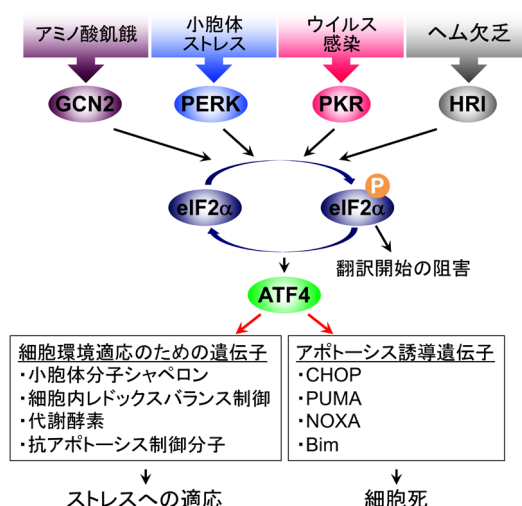 アミノ酸飢餓
小胞体
ストレス
ウイルス
感染
ヘム欠乏
GCN2
PERK
PKR
HRI
eIF2α
P
eIF2α
翻訳開始の阻害
ATF4
細胞環境適応のための遺伝子
・小胞体分子シャペロン
・細胞内レドックスバランス制御
・代謝酵素
・抗アポトーシス制御分子
アポトーシス誘導遺伝子
・CHOP
・PUMA
・NOXA
・Bim
ストレスへの適応
細胞死